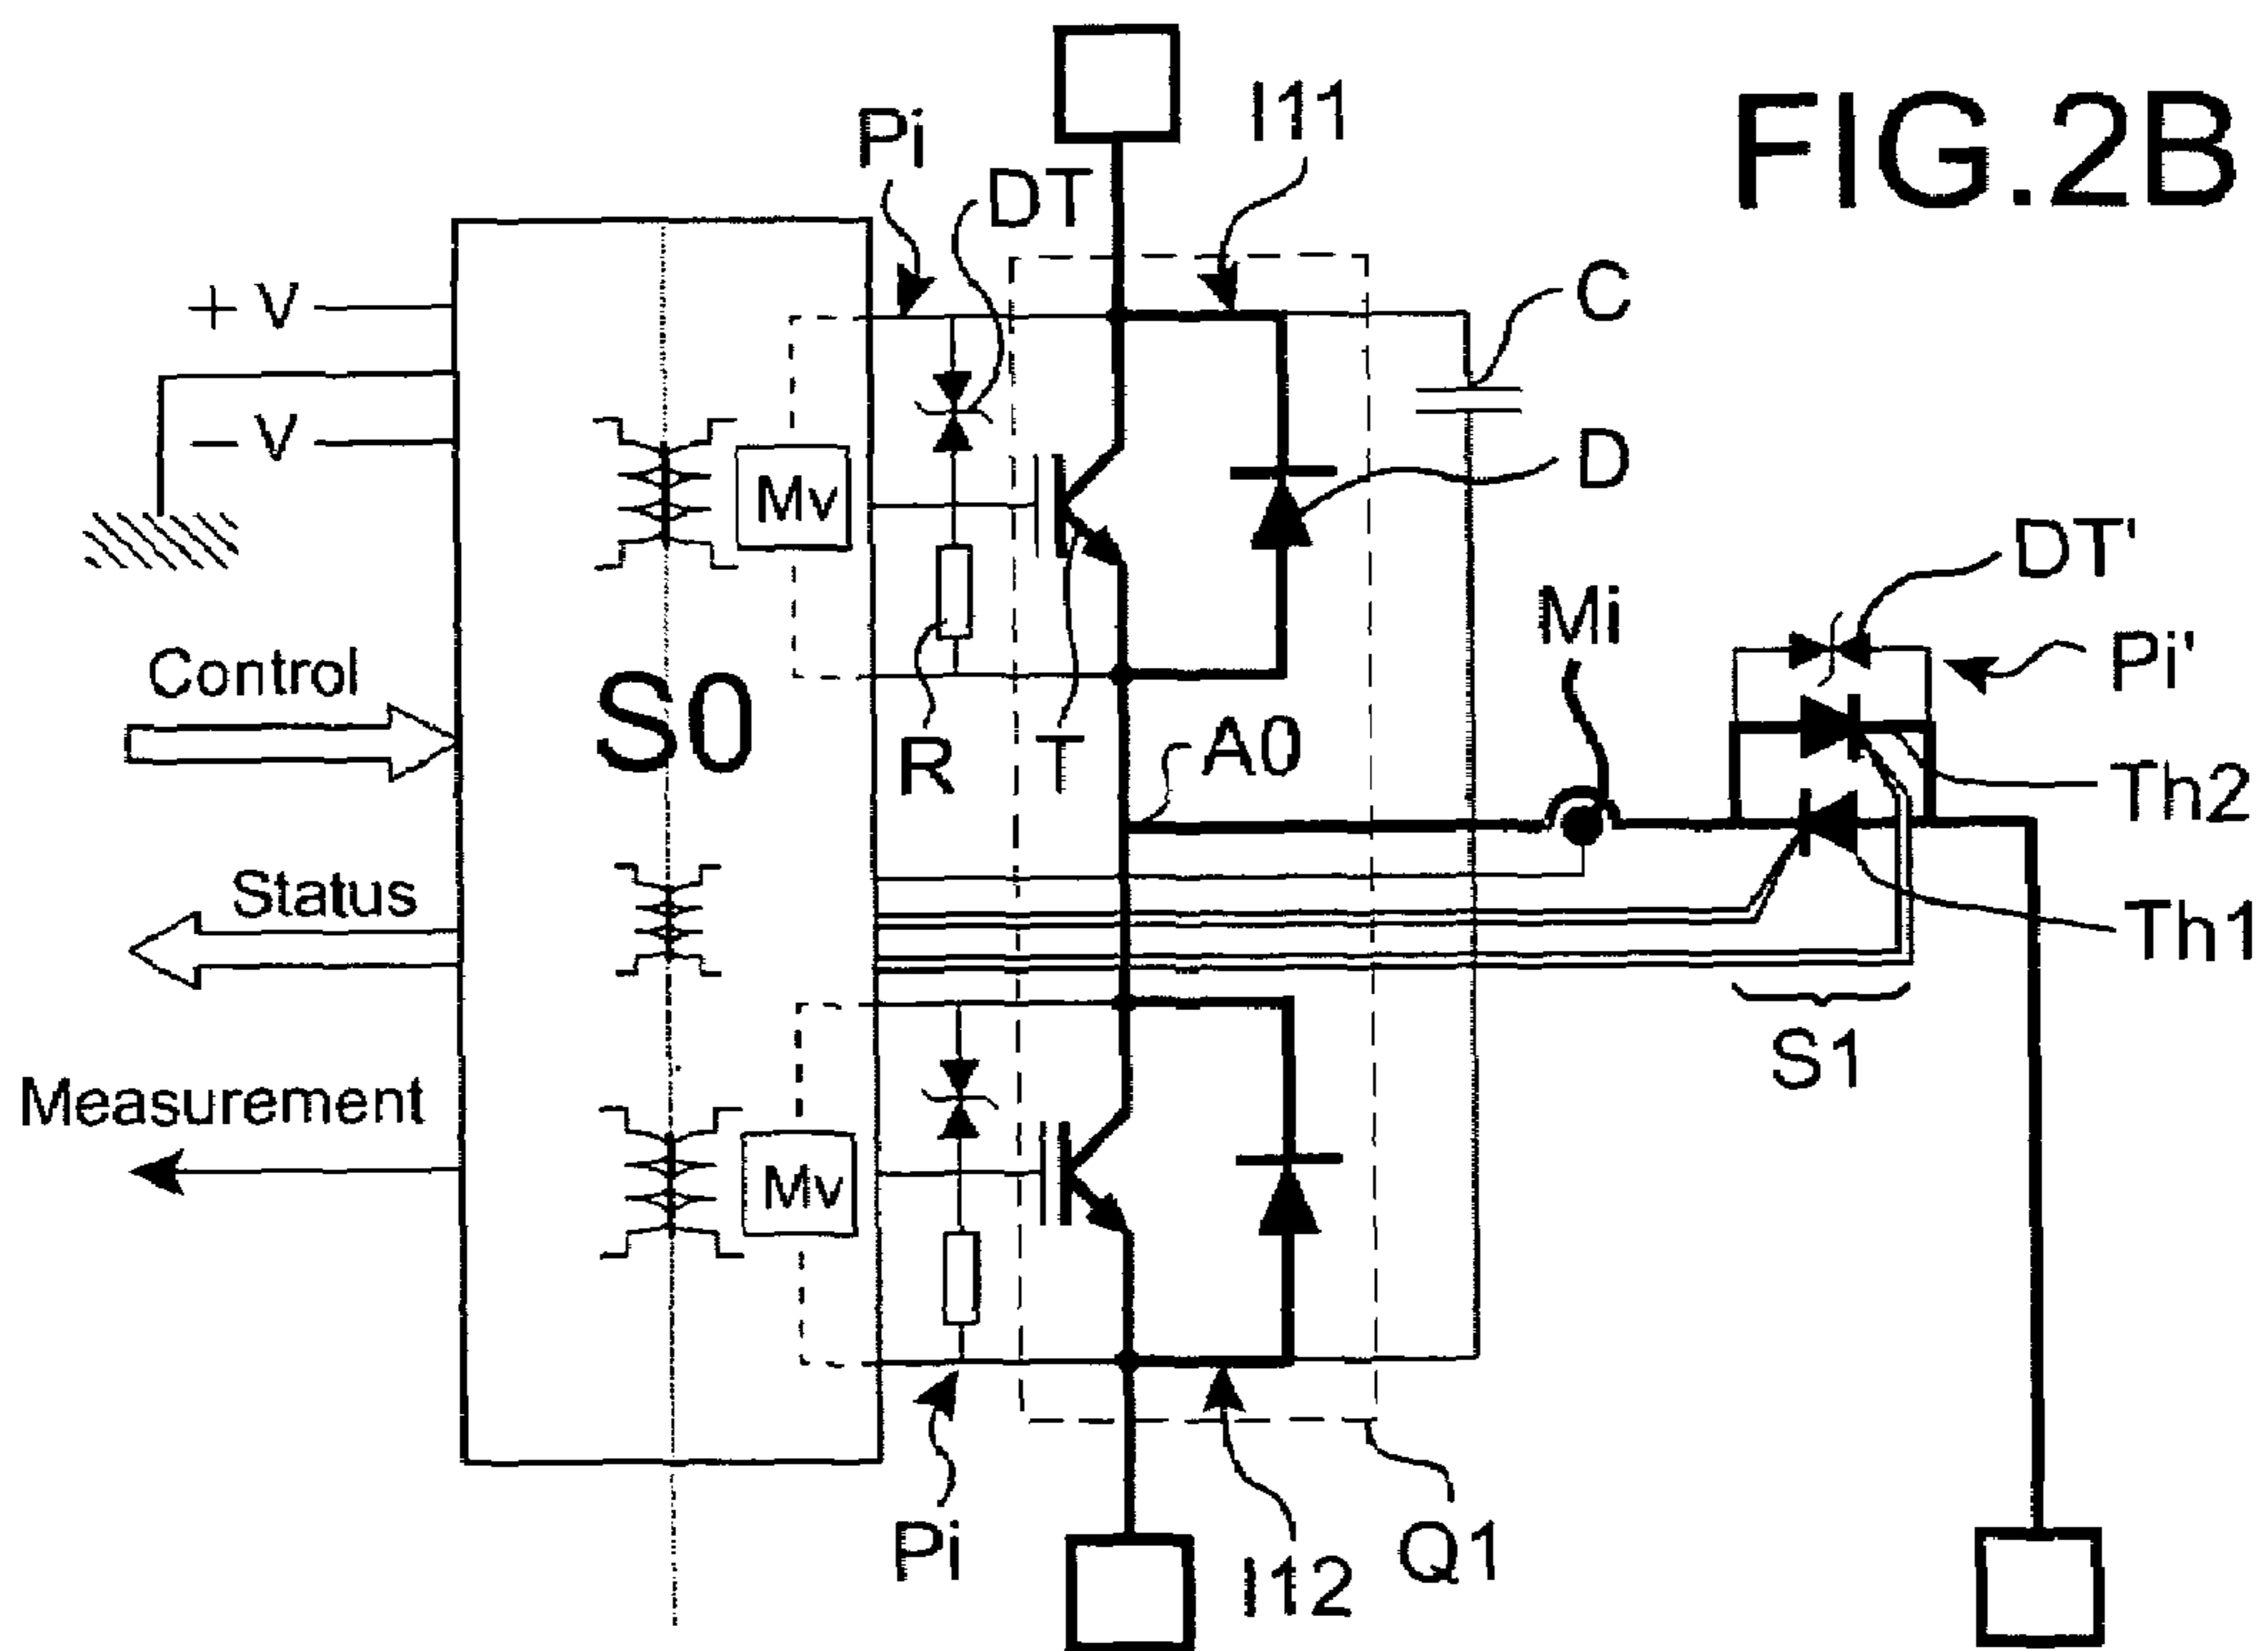 FIG.2B
Pi
DT
I11
C
+ V
- V
Mv
D
DT'
Mi
Pi'
Control
S0
R
T
A0
Th2
Status
Th1
S1
Measurement
Mv
Pi
I12
Q1